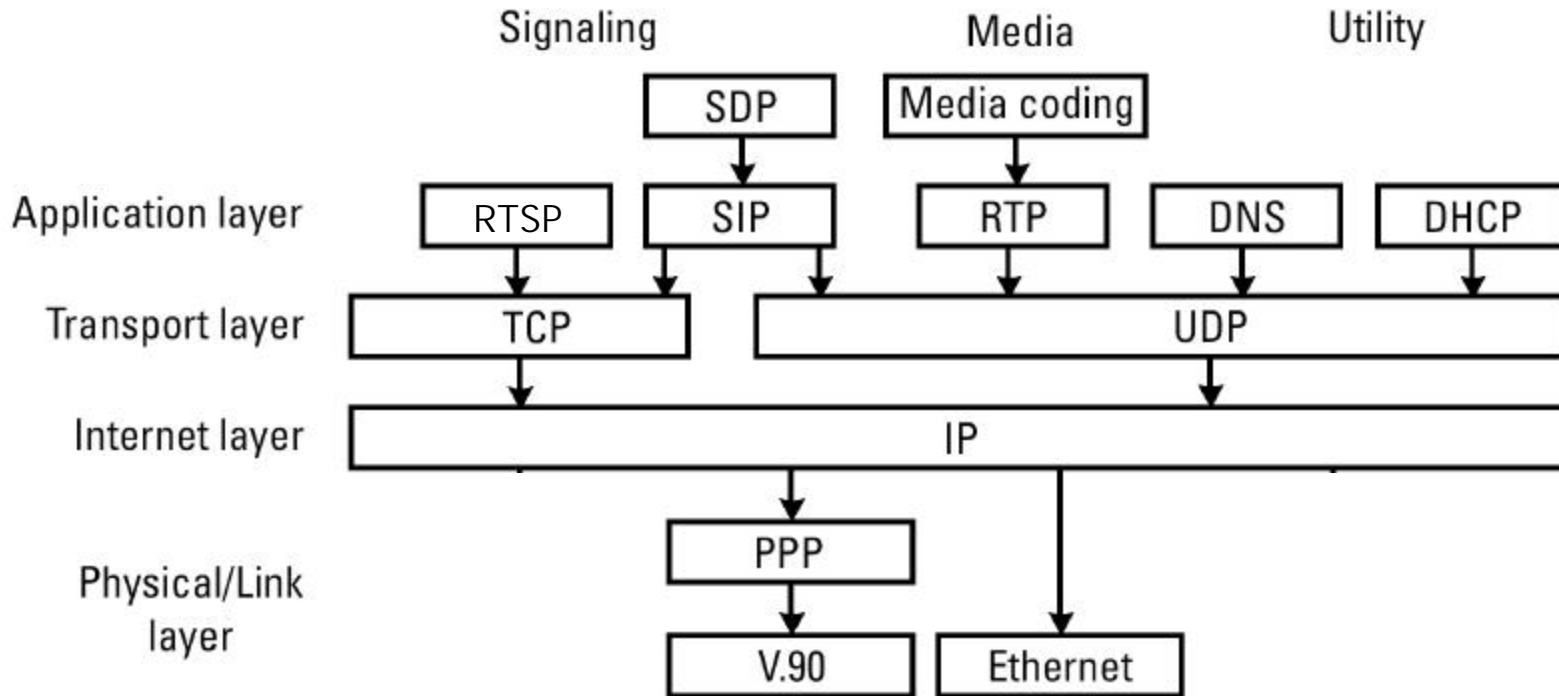 Signaling Media Utility
SDP Media coding
Application layer RTSP SIP RTP DNS DHCP
Transport layer TCP UDP
Internet layer IP
PPP
Physical/Link
layer
V.90 Ethernet